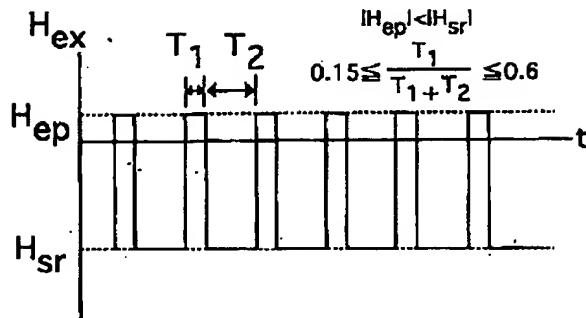 H_ex
T_1 T_2
|H_ep|<|H_sr|
0.15≦ T_1 / T_1+T_2 ≦0.6
H_ep
t
H_sr